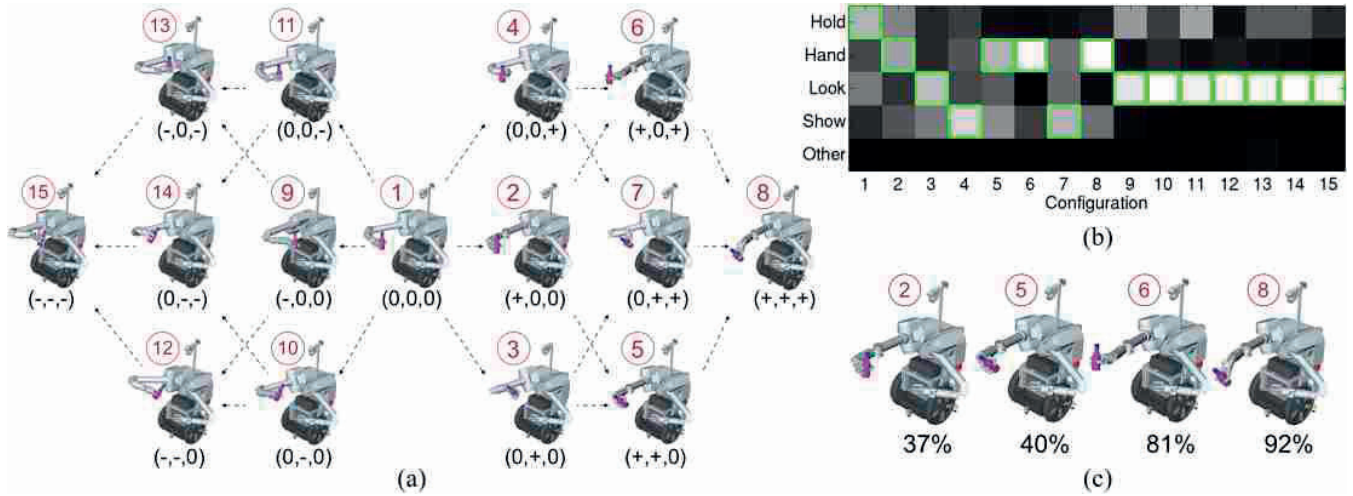 13 11 4 6
(-,0,-) (0,0,-) (0,0,+) (+,0,+)
15 14 9 1 2 7 8
(-,-,-) (0,-,-) (-,0,0) (0,0,0) (+,0,0) (0,+,+) (+,+,+)
12 10 3 5
(-,-,0) (0,-,0) (0,+,0) (+,+,0)
(a)
Hold
Hand
Look
Show
Other
1 2 3 4 5 6 7 8 9 10 11 12 13 14 15
Configuration
(b)
2 5 6 8
37% 40% 81% 92%
(c)